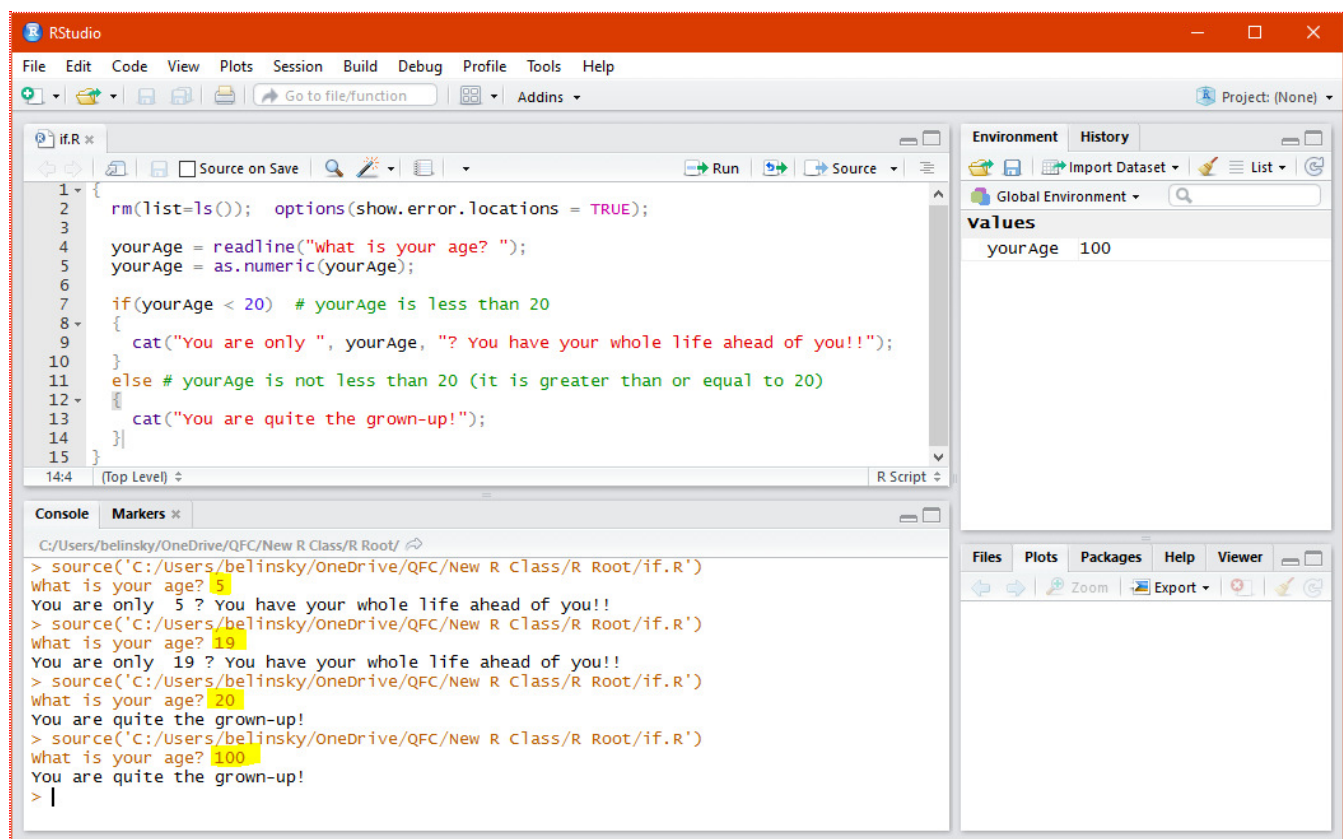 RStudio
File Edit Code View Plots Session Build Debug Profile Tools Help
Go to file/function Addins Project: (None)
if.R
Source on Save Run Source
1 {
2 rm(list=ls()); options(show.error.locations = TRUE);
3
4 yourAge = readline("what is your age? ");
5 yourAge = as.numeric(yourAge);
6
7 if(yourAge < 20) # yourAge is less than 20
8 {
9 cat("You are only ", yourAge, "? You have your whole life ahead of you!!");
10 }
11 else # yourAge is not less than 20 (it is greater than or equal to 20)
12 {
13 cat("You are quite the grown-up!");
14 }
15 }
14:4 (Top Level) R Script
Console Markers
C:/Users/belinsky/OneDrive/QFC/New R Class/R Root/
> source('C:/Users/belinsky/OneDrive/QFC/New R Class/R Root/if.R')
what is your age? 5
You are only  5 ? You have your whole life ahead of you!!
> source('C:/Users/belinsky/OneDrive/QFC/New R Class/R Root/if.R')
what is your age? 19
You are only  19 ? You have your whole life ahead of you!!
> source('C:/Users/belinsky/OneDrive/QFC/New R Class/R Root/if.R')
what is your age? 20
You are quite the grown-up!
> source('C:/Users/belinsky/OneDrive/QFC/New R Class/R Root/if.R')
what is your age? 100
You are quite the grown-up!
>
Environment History
Import Dataset List
Global Environment
Values
yourAge 100
Files Plots Packages Help Viewer
Zoom Export